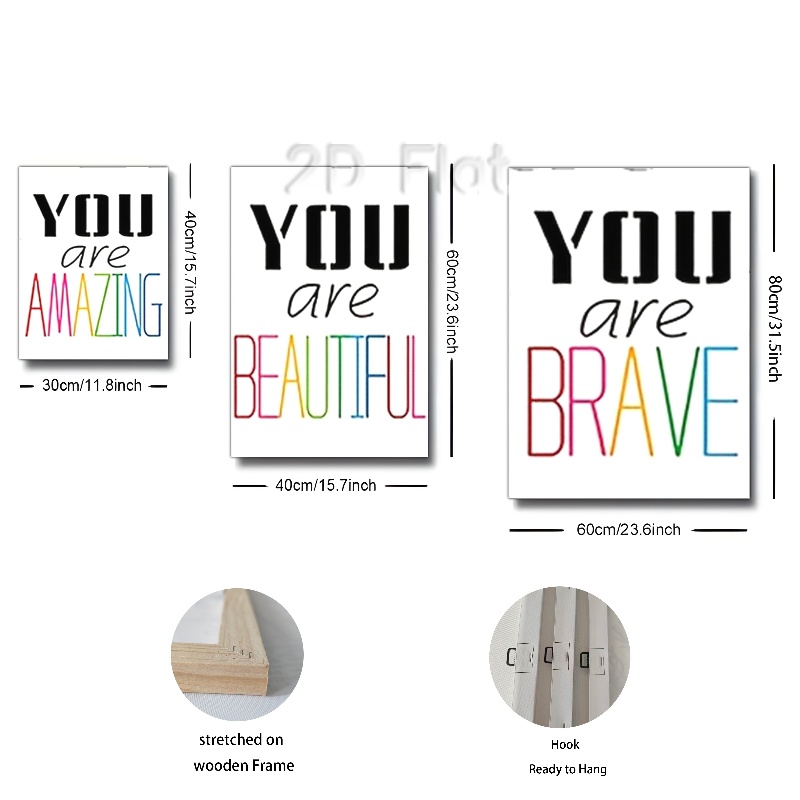 2D Flat
YOU
are
AMAZING
40cm/15.7inch
30cm/11.8inch
YOU
are
BEAUTIFUL
60cm/23.6inch
40cm/15.7inch
YOU
are
BRAVE
80cm/31.5inch
60cm/23.6inch
stretched on
wooden Frame
Hook
Ready to Hang